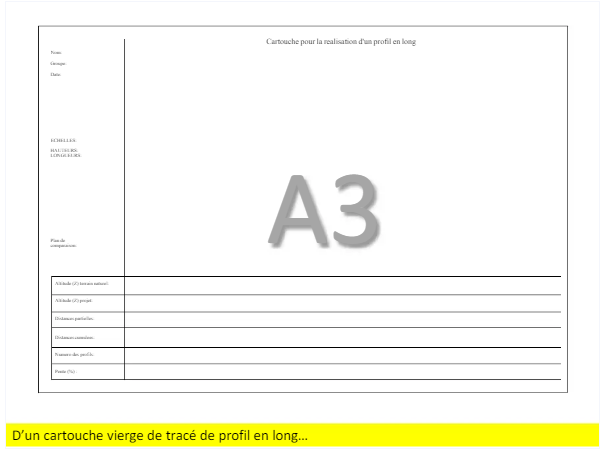 Cartouche pour la realisation d'un profil en long
Nom:
Groupe:
Date:
ECHELLES:
HAUTEURS:
LONGUEURS:
Plan de
comparaison:
A3
Altitude (Z) terrain naturel:
Altitude (Z) projet:
Distances partielles:
Distances cumulées:
Numero des profils:
Pente (%) :
D'un cartouche vierge de tracé de profil en long...